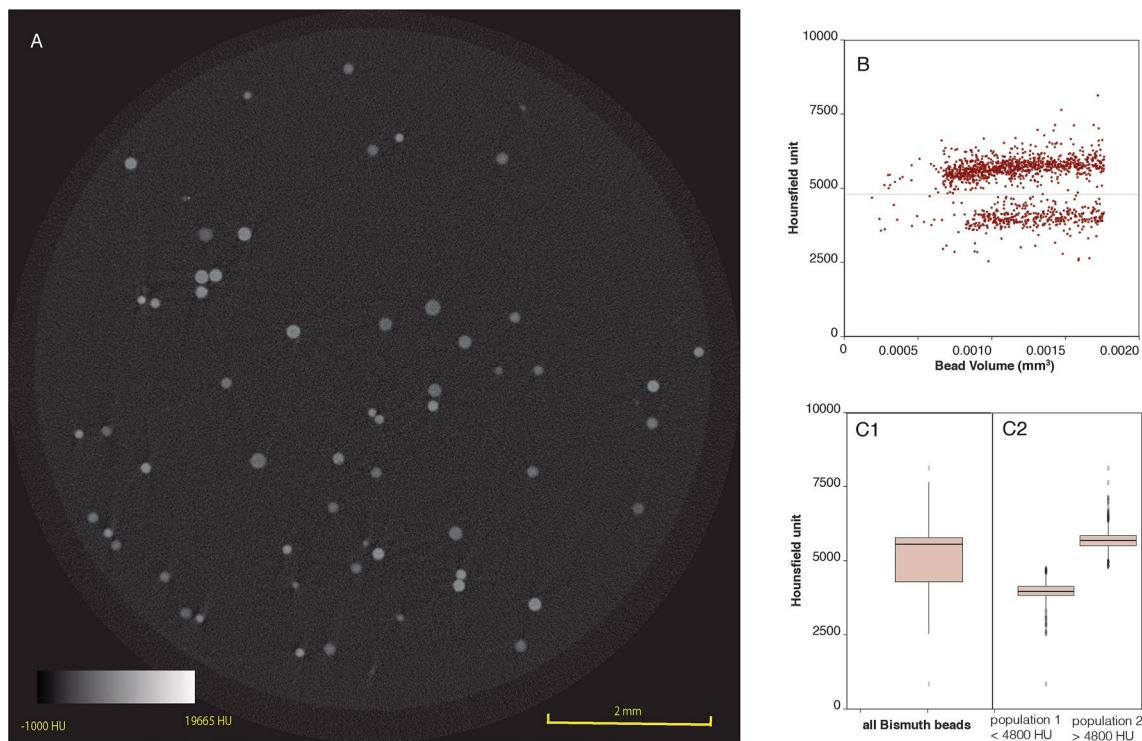 A
-1000 HU
19665 HU
2 mm
B
10000
7500
5000
2500
0
Hounsfield unit
0
0.0005
0.0010
0.0015
0.0020
Bead Volume (mm³)
C1
C2
10000
7500
5000
2500
0
Hounsfield unit
all Bismuth beads
population 1
< 4800 HU
population 2
> 4800 HU